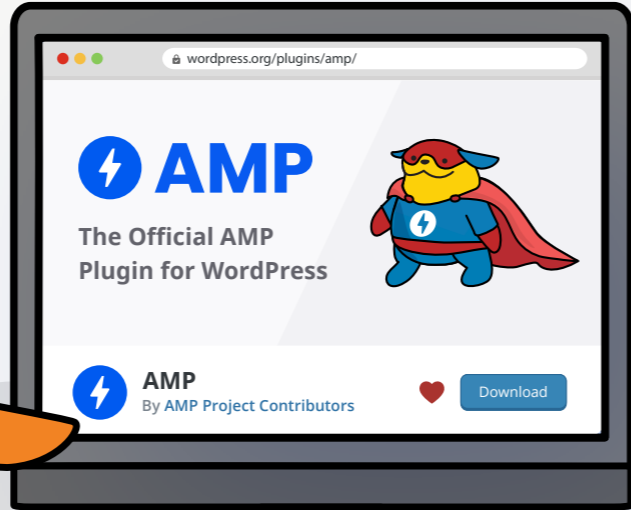 wordpress.org/plugins/amp/
AMP
The Official AMP
Plugin for WordPress
AMP
By AMP Project Contributors
Download